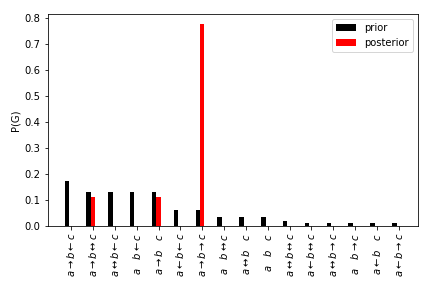 prior
posterior
P(G)
0.8
0.7
0.6
0.5
0.4
0.3
0.2
0.1
0.0
a→b←c
a→b↔c
a↔b←c
a b←c
a→b c
a←b←c
a→b→c
a b↔c
a↔b c
a b c
a↔b↔c
a←b↔c
a↔b→c
a b→c
a←b c
a←b→c